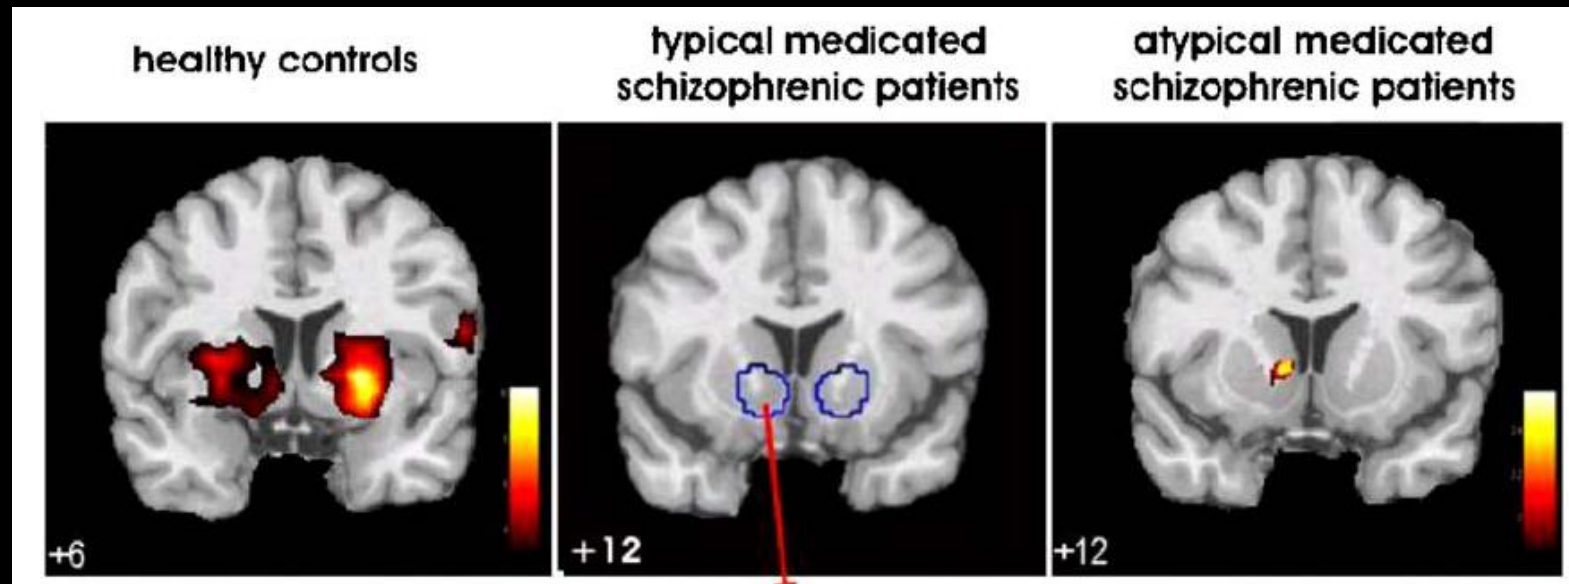 healthy controls
typical medicated
schizophrenic patients
atypical medicated
schizophrenic patients
+6
+12
+12